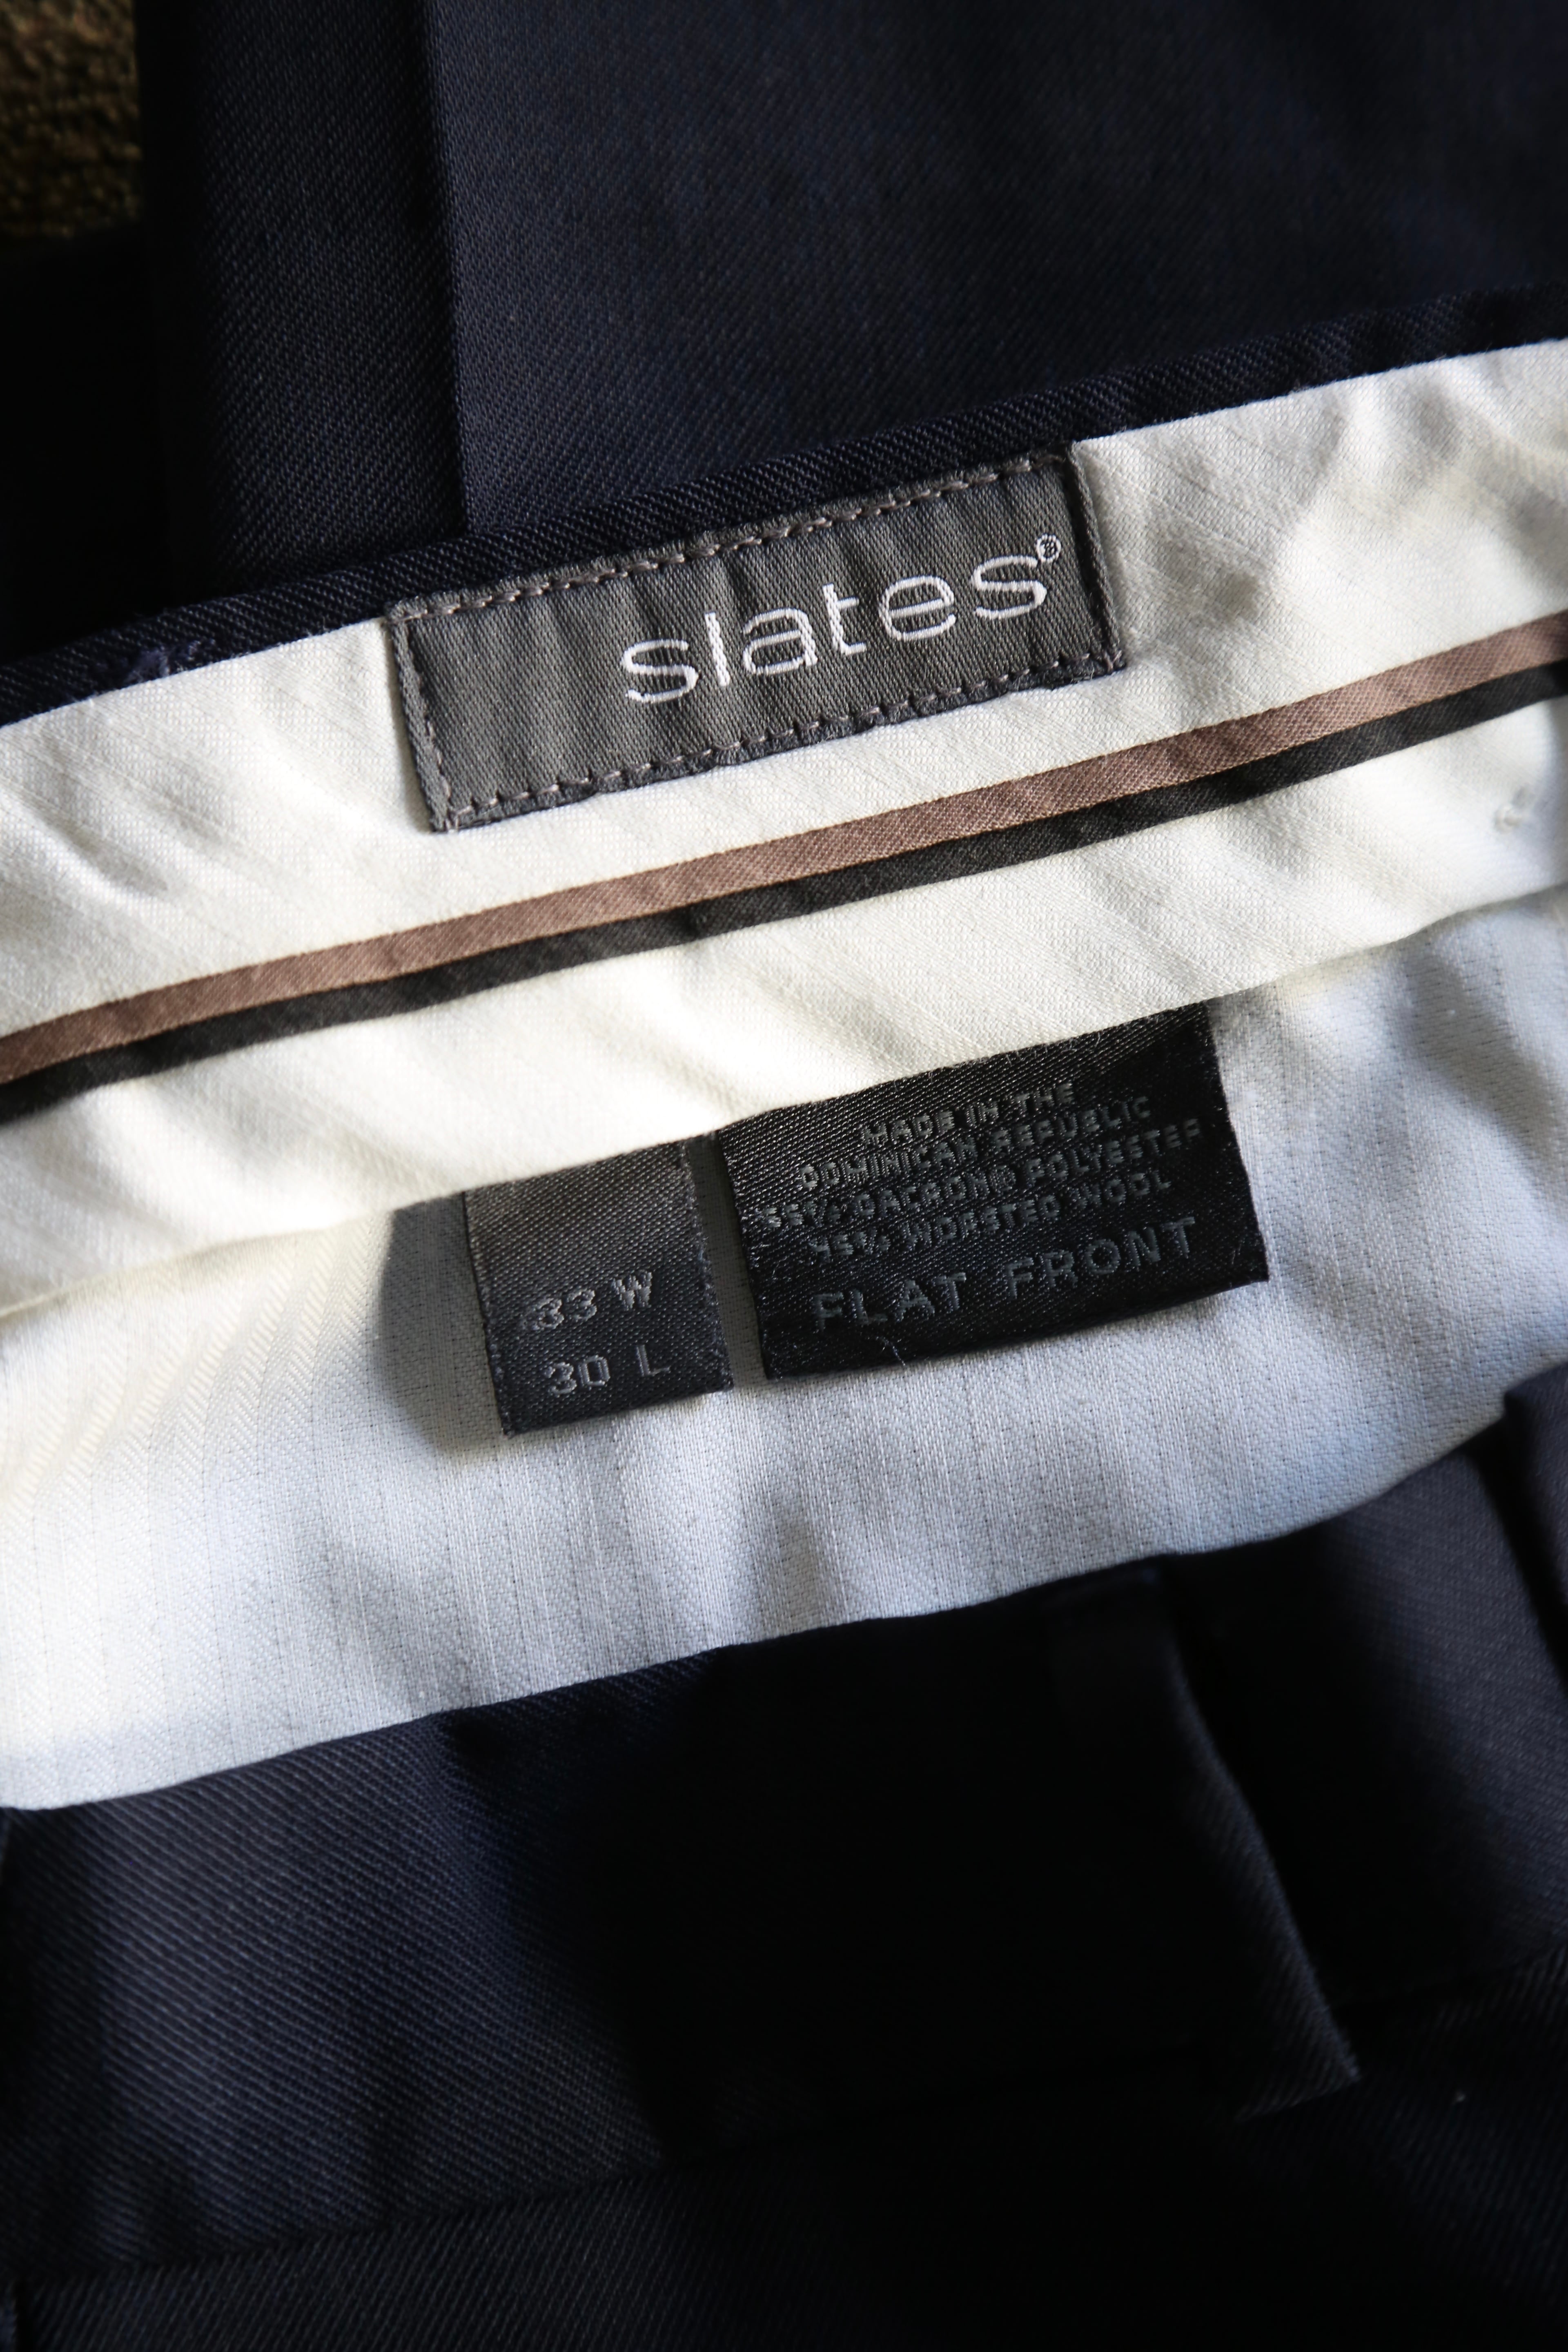 slates®
33 W
30 L
MADE IN THE
DOMINICAN REPUBLIC
55% DACRON® POLYESTER
45% WORSTED WOOL
FLAT FRONT